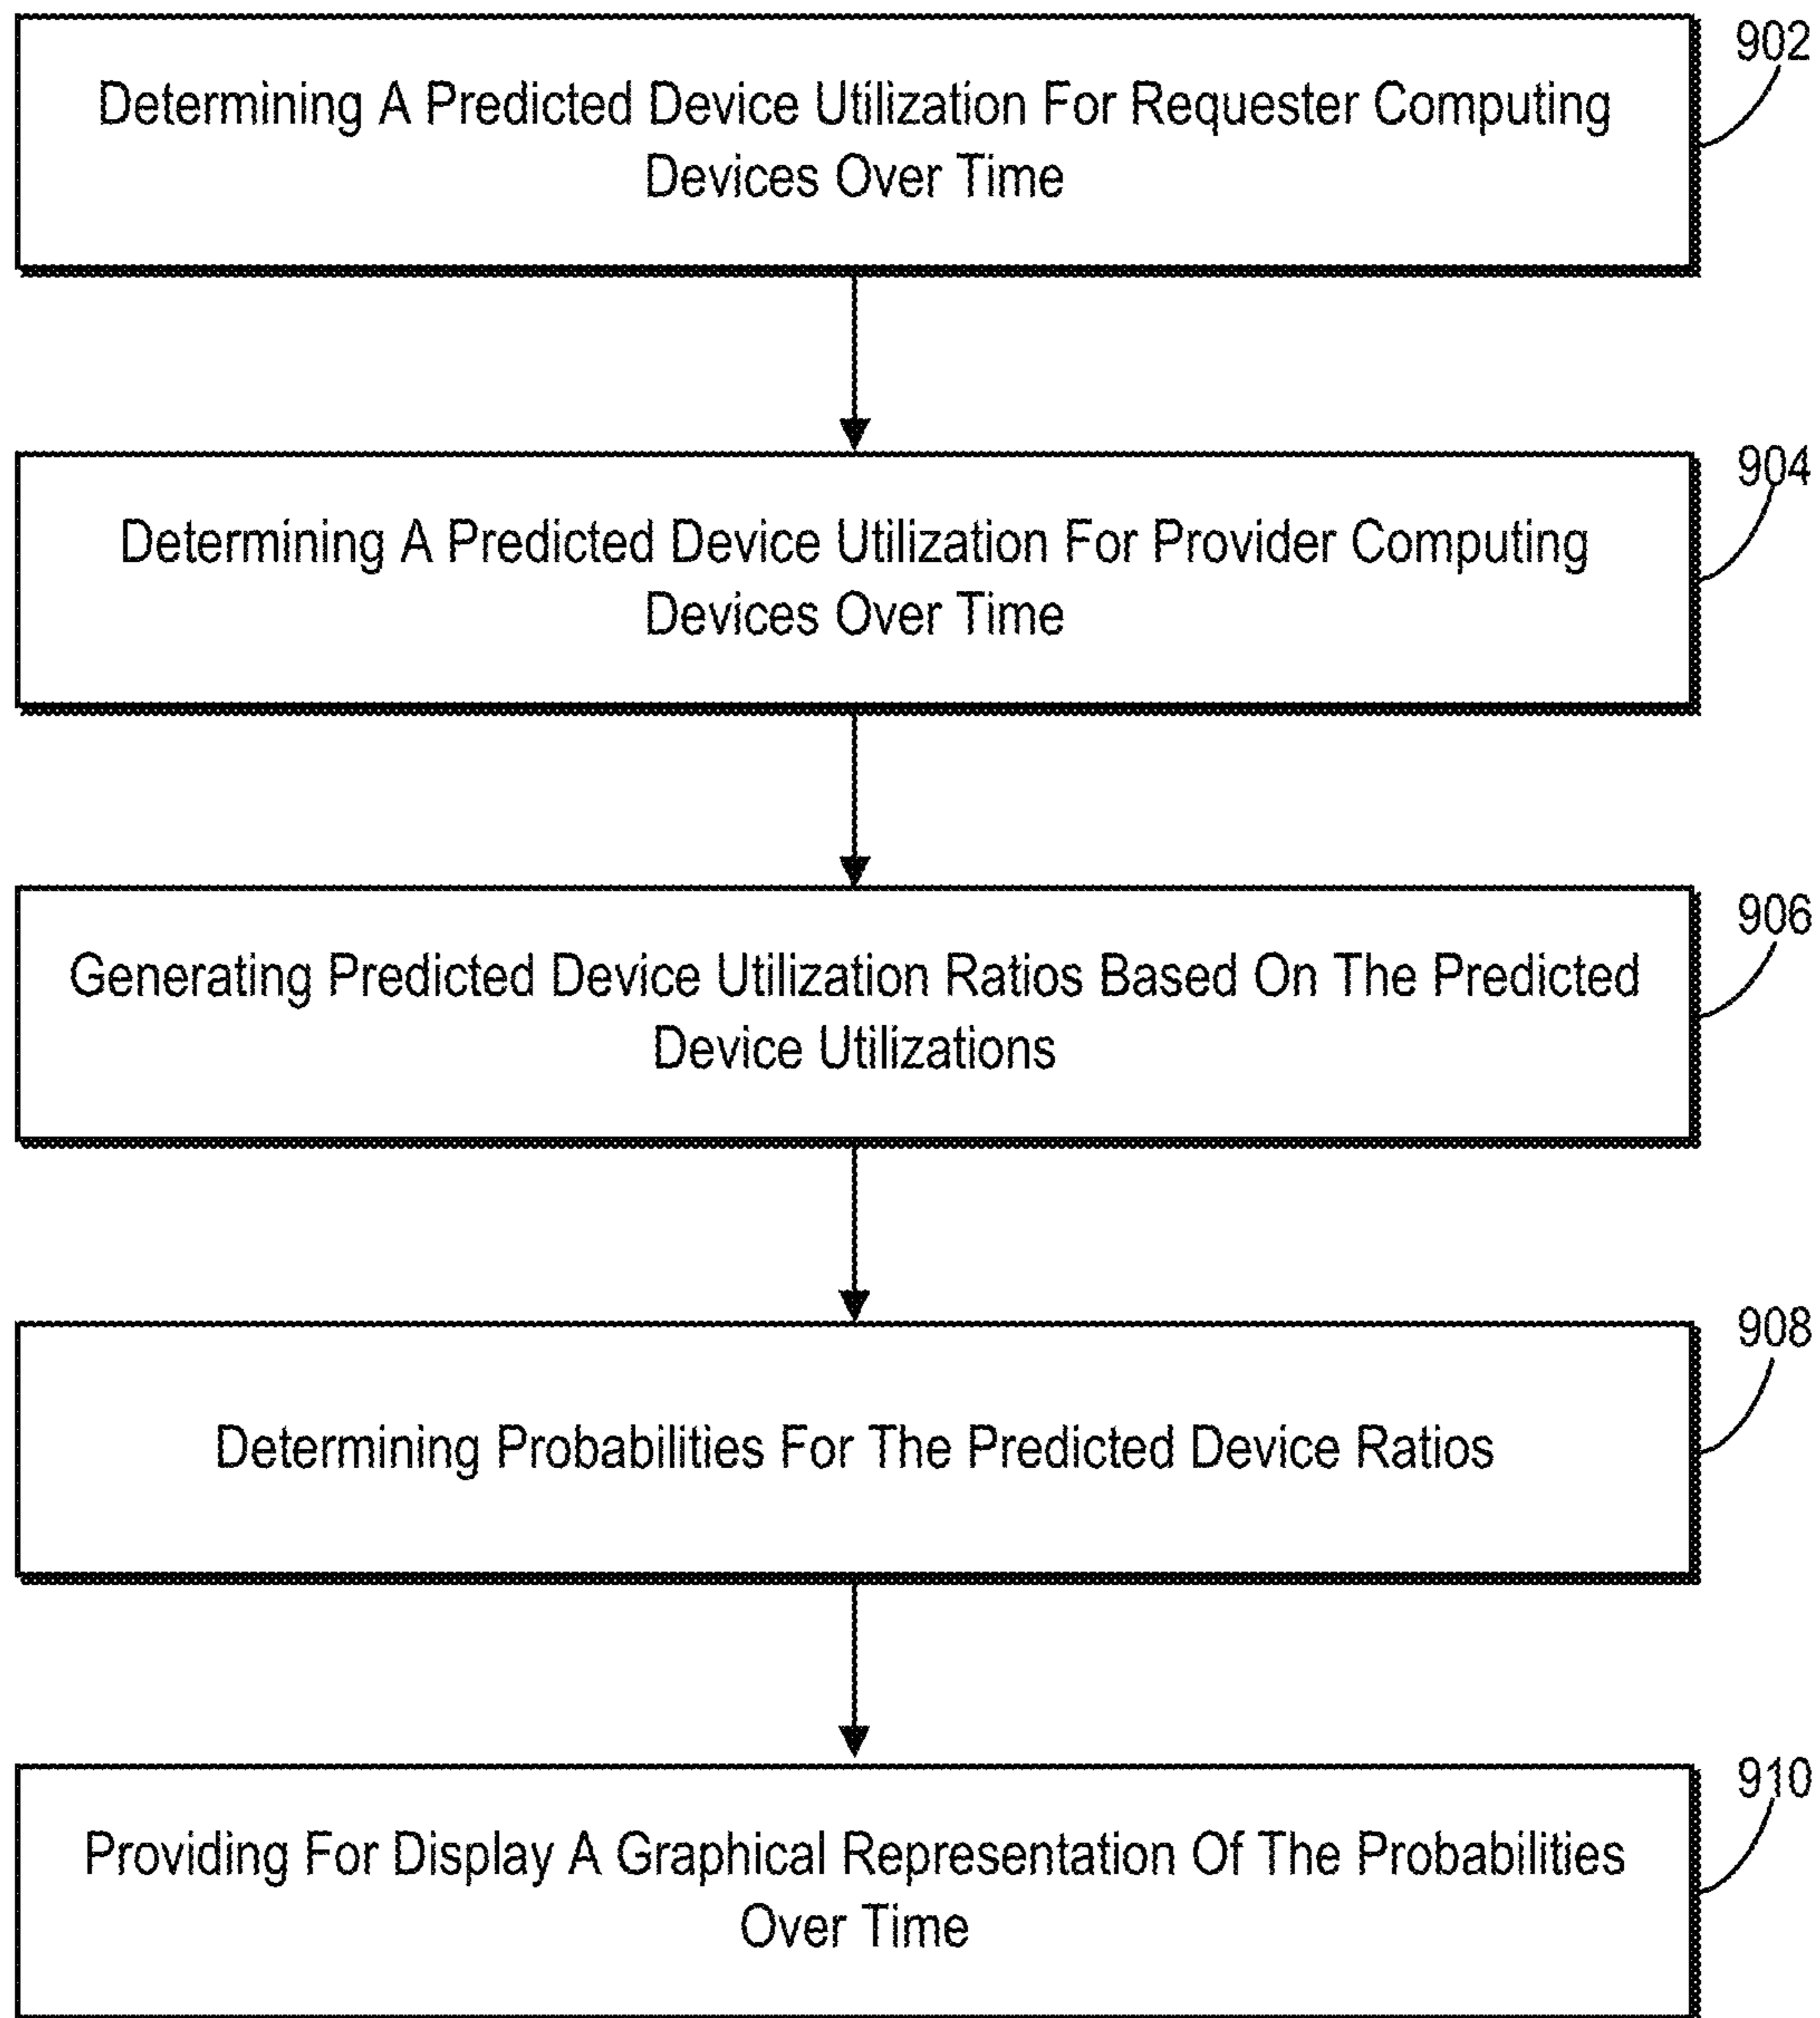 902
Determining A Predicted Device Utilization For Requester Computing
Devices Over Time
904
Determining A Predicted Device Utilization For Provider Computing
Devices Over Time
906
Generating Predicted Device Utilization Ratios Based On The Predicted
Device Utilizations
908
Determining Probabilities For The Predicted Device Ratios
910
Providing For Display A Graphical Representation Of The Probabilities
Over Time